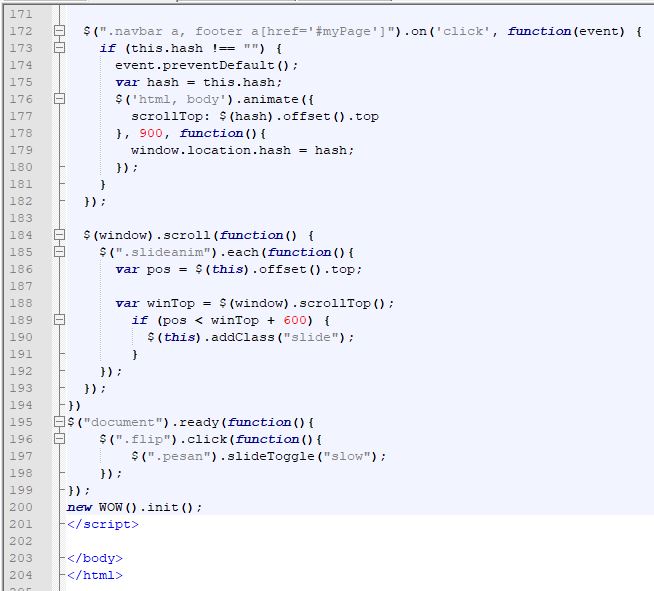 171
172 $(".navbar a, footer a[href='#myPage']").on('click', function(event) {
173 if (this.hash !== "") {
174 event.preventDefault();
175 var hash = this.hash;
176 $('html, body').animate({
177 scrollTop: $(hash).offset().top
178 }, 900, function(){
179 window.location.hash = hash;
180 });
181 }
182 });
183
184 $(window).scroll(function() {
185 $(".slideanim").each(function(){
186 var pos = $(this).offset().top;
187
188 var winTop = $(window).scrollTop();
189 if (pos < winTop + 600) {
190 $(this).addClass("slide");
191 }
192 });
193 });
194 })
195 $("document").ready(function(){
196 $(".flip").click(function(){
197 $(".pesan").slideToggle("slow");
198 });
199 });
200 new WOW().init();
201 </script>
202
203 </body>
204 </html>